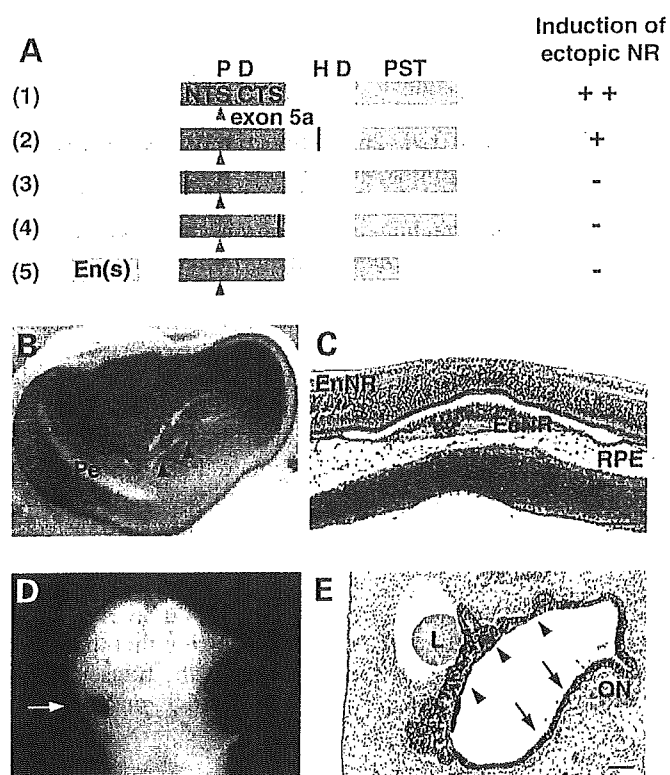 A
Induction of
ectopic NR
P D H D PST
(1) NTS CTS + +
exon 5a
(2) +
(3) -
(4) -
(5) En(s) -
B
Pe
C
EnNR
EcNR
RPE
D
E
L
ON